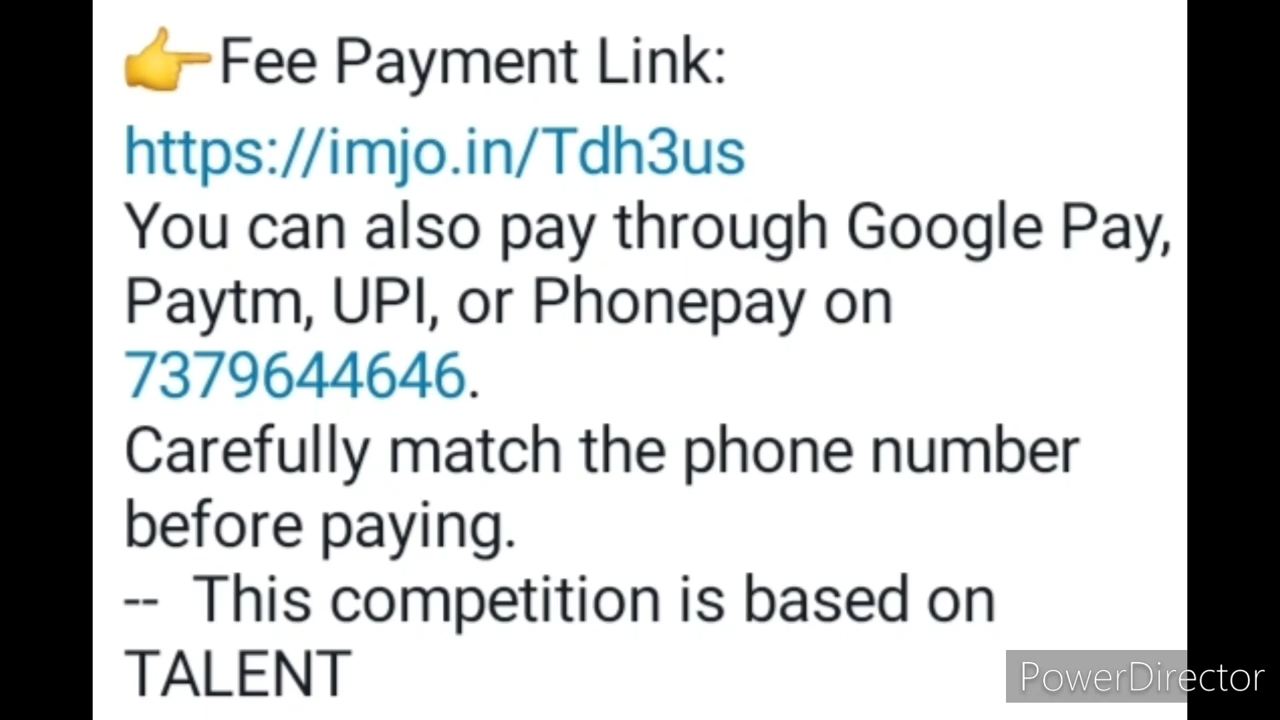 👉Fee Payment Link:
https://imjo.in/Tdh3us
You can also pay through Google Pay,
Paytm, UPI, or Phonepay on
7379644646.
Carefully match the phone number
before paying.
-- This competition is based on
TALENT
PowerDirector